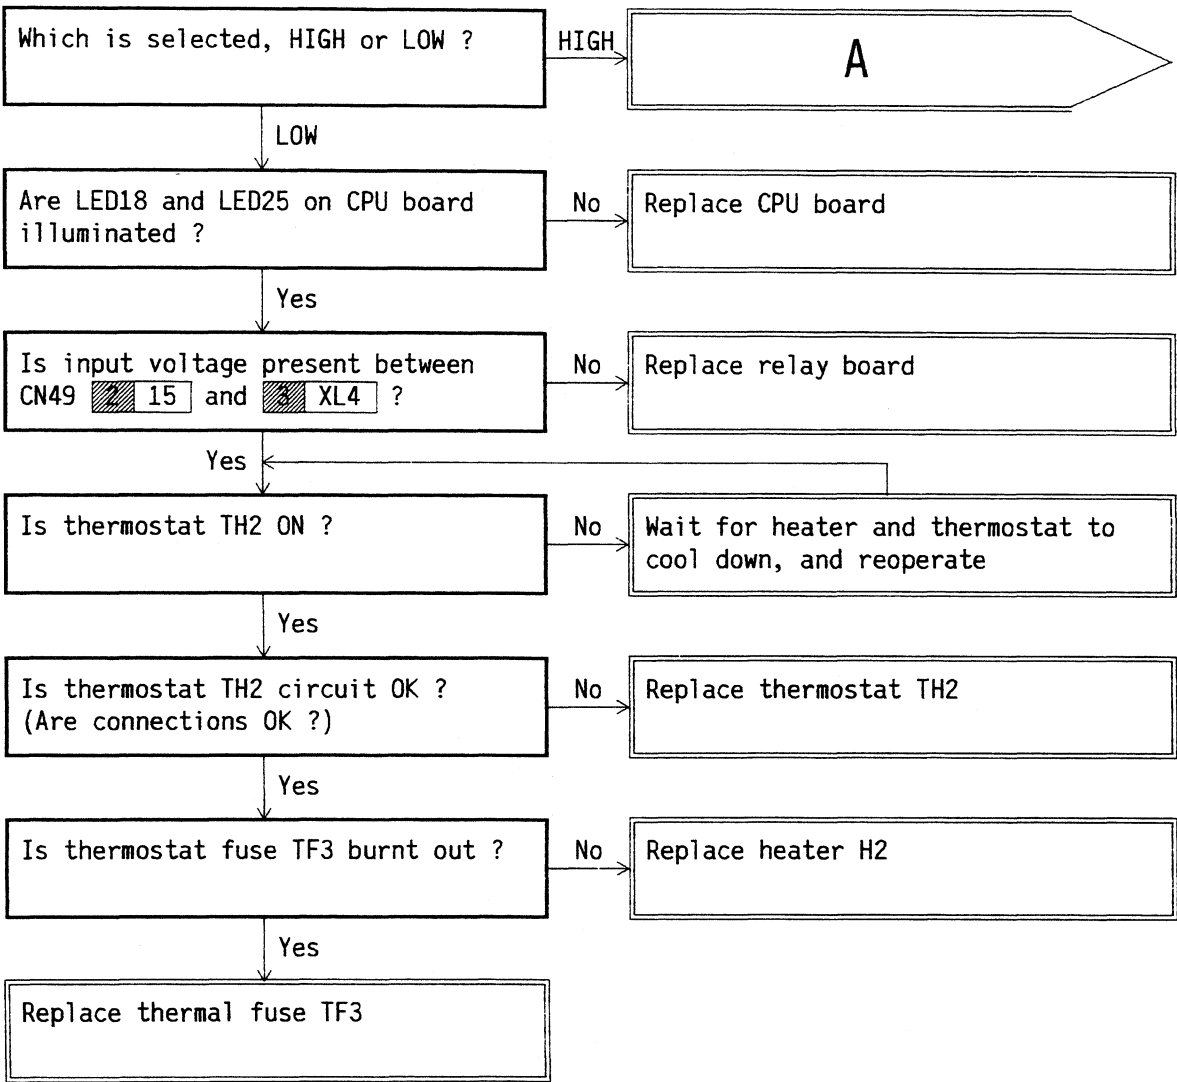 Which is selected, HIGH or LOW ?
HIGH
A
LOW
Are LED18 and LED25 on CPU board
illuminated ?
No
Replace CPU board
Yes
Is input voltage present between
CN49 2 15 and 3 XL4 ?
No
Replace relay board
Yes
Is thermostat TH2 ON ?
No
Wait for heater and thermostat to
cool down, and reoperate
Yes
Is thermostat TH2 circuit OK ?
(Are connections OK ?)
No
Replace thermostat TH2
Yes
Is thermostat fuse TF3 burnt out ?
No
Replace heater H2
Yes
Replace thermal fuse TF3